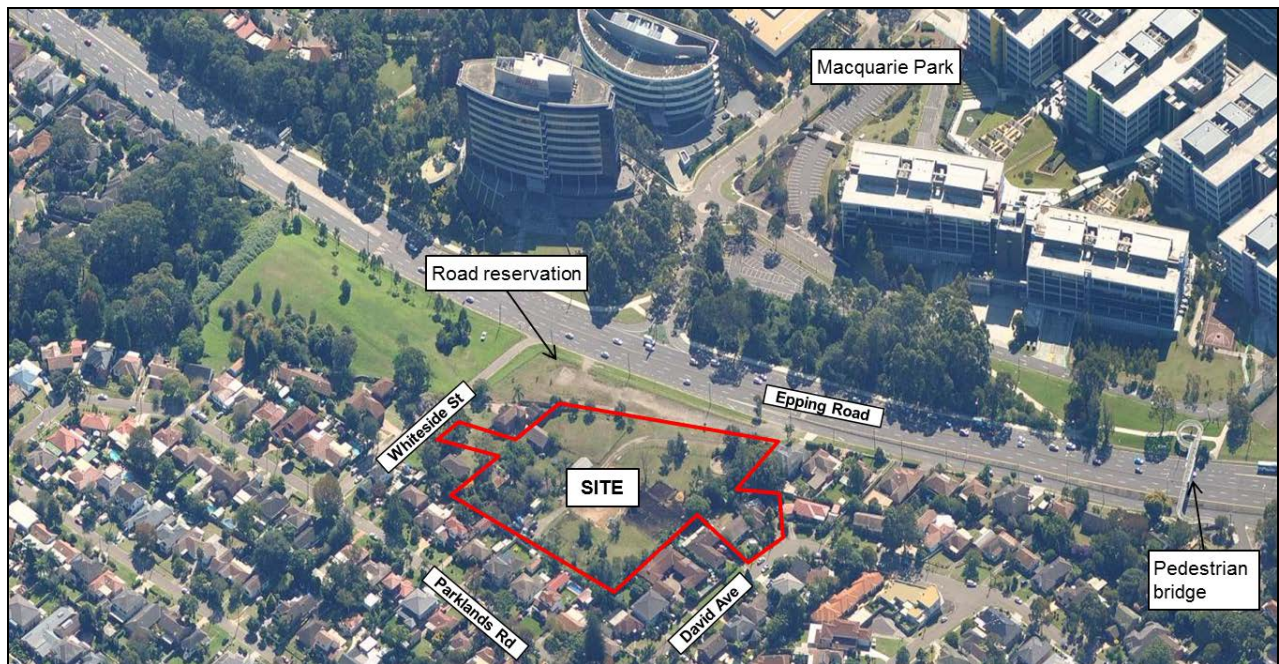 Macquarie Park
Road reservation
Epping Road
Whiteside St
SITE
Pedestrian
bridge
Parklands Rd
David Ave